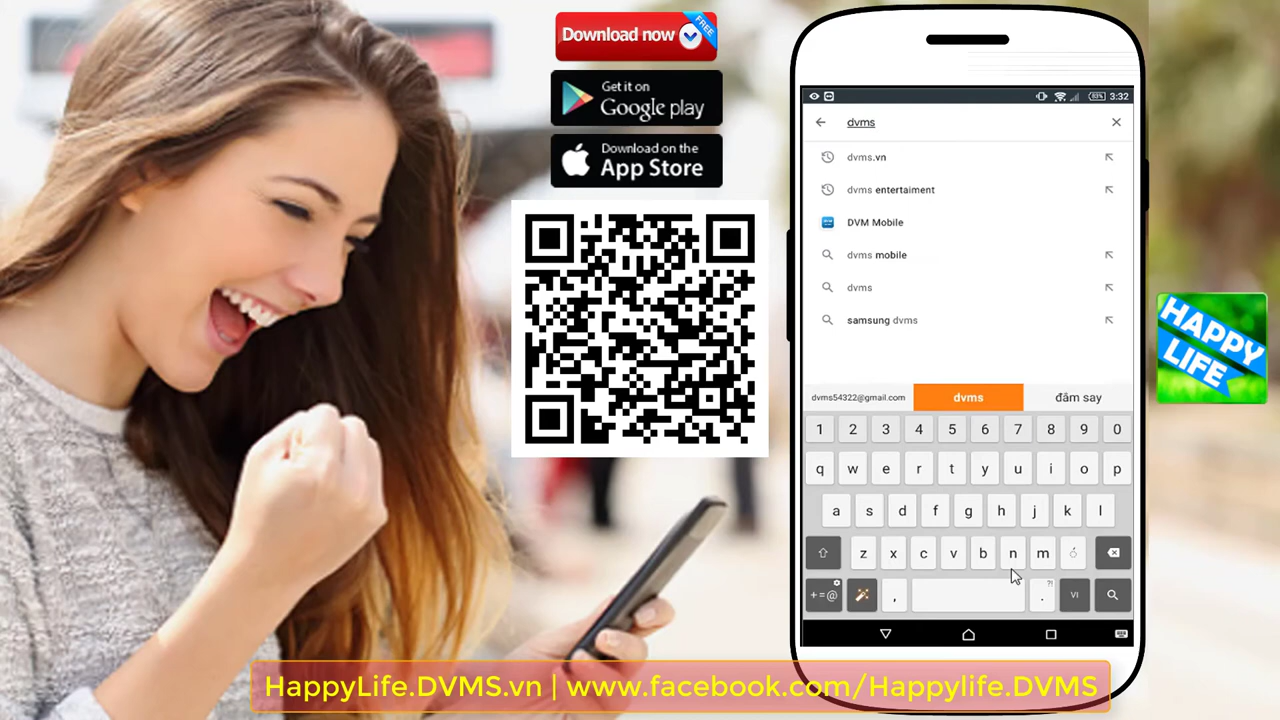 Download now
FREE
Get it on
Google play
Download on the
App Store
83% 3:32
dvms
dvms.vn
dvms entertaiment
DVM Mobile
dvms mobile
dvms
samsung dvms
dvms54322@gmail.com dvms đắm say
1 2 3 4 5 6 7 8 9 0
q w e r t y u i o p
a s d f g h j k l
z x c v b n m
+=@ , . ?! VI
HAPPY
LIFE
HappyLife.DVMS.vn | www.facebook.com/Happylife.DVMS